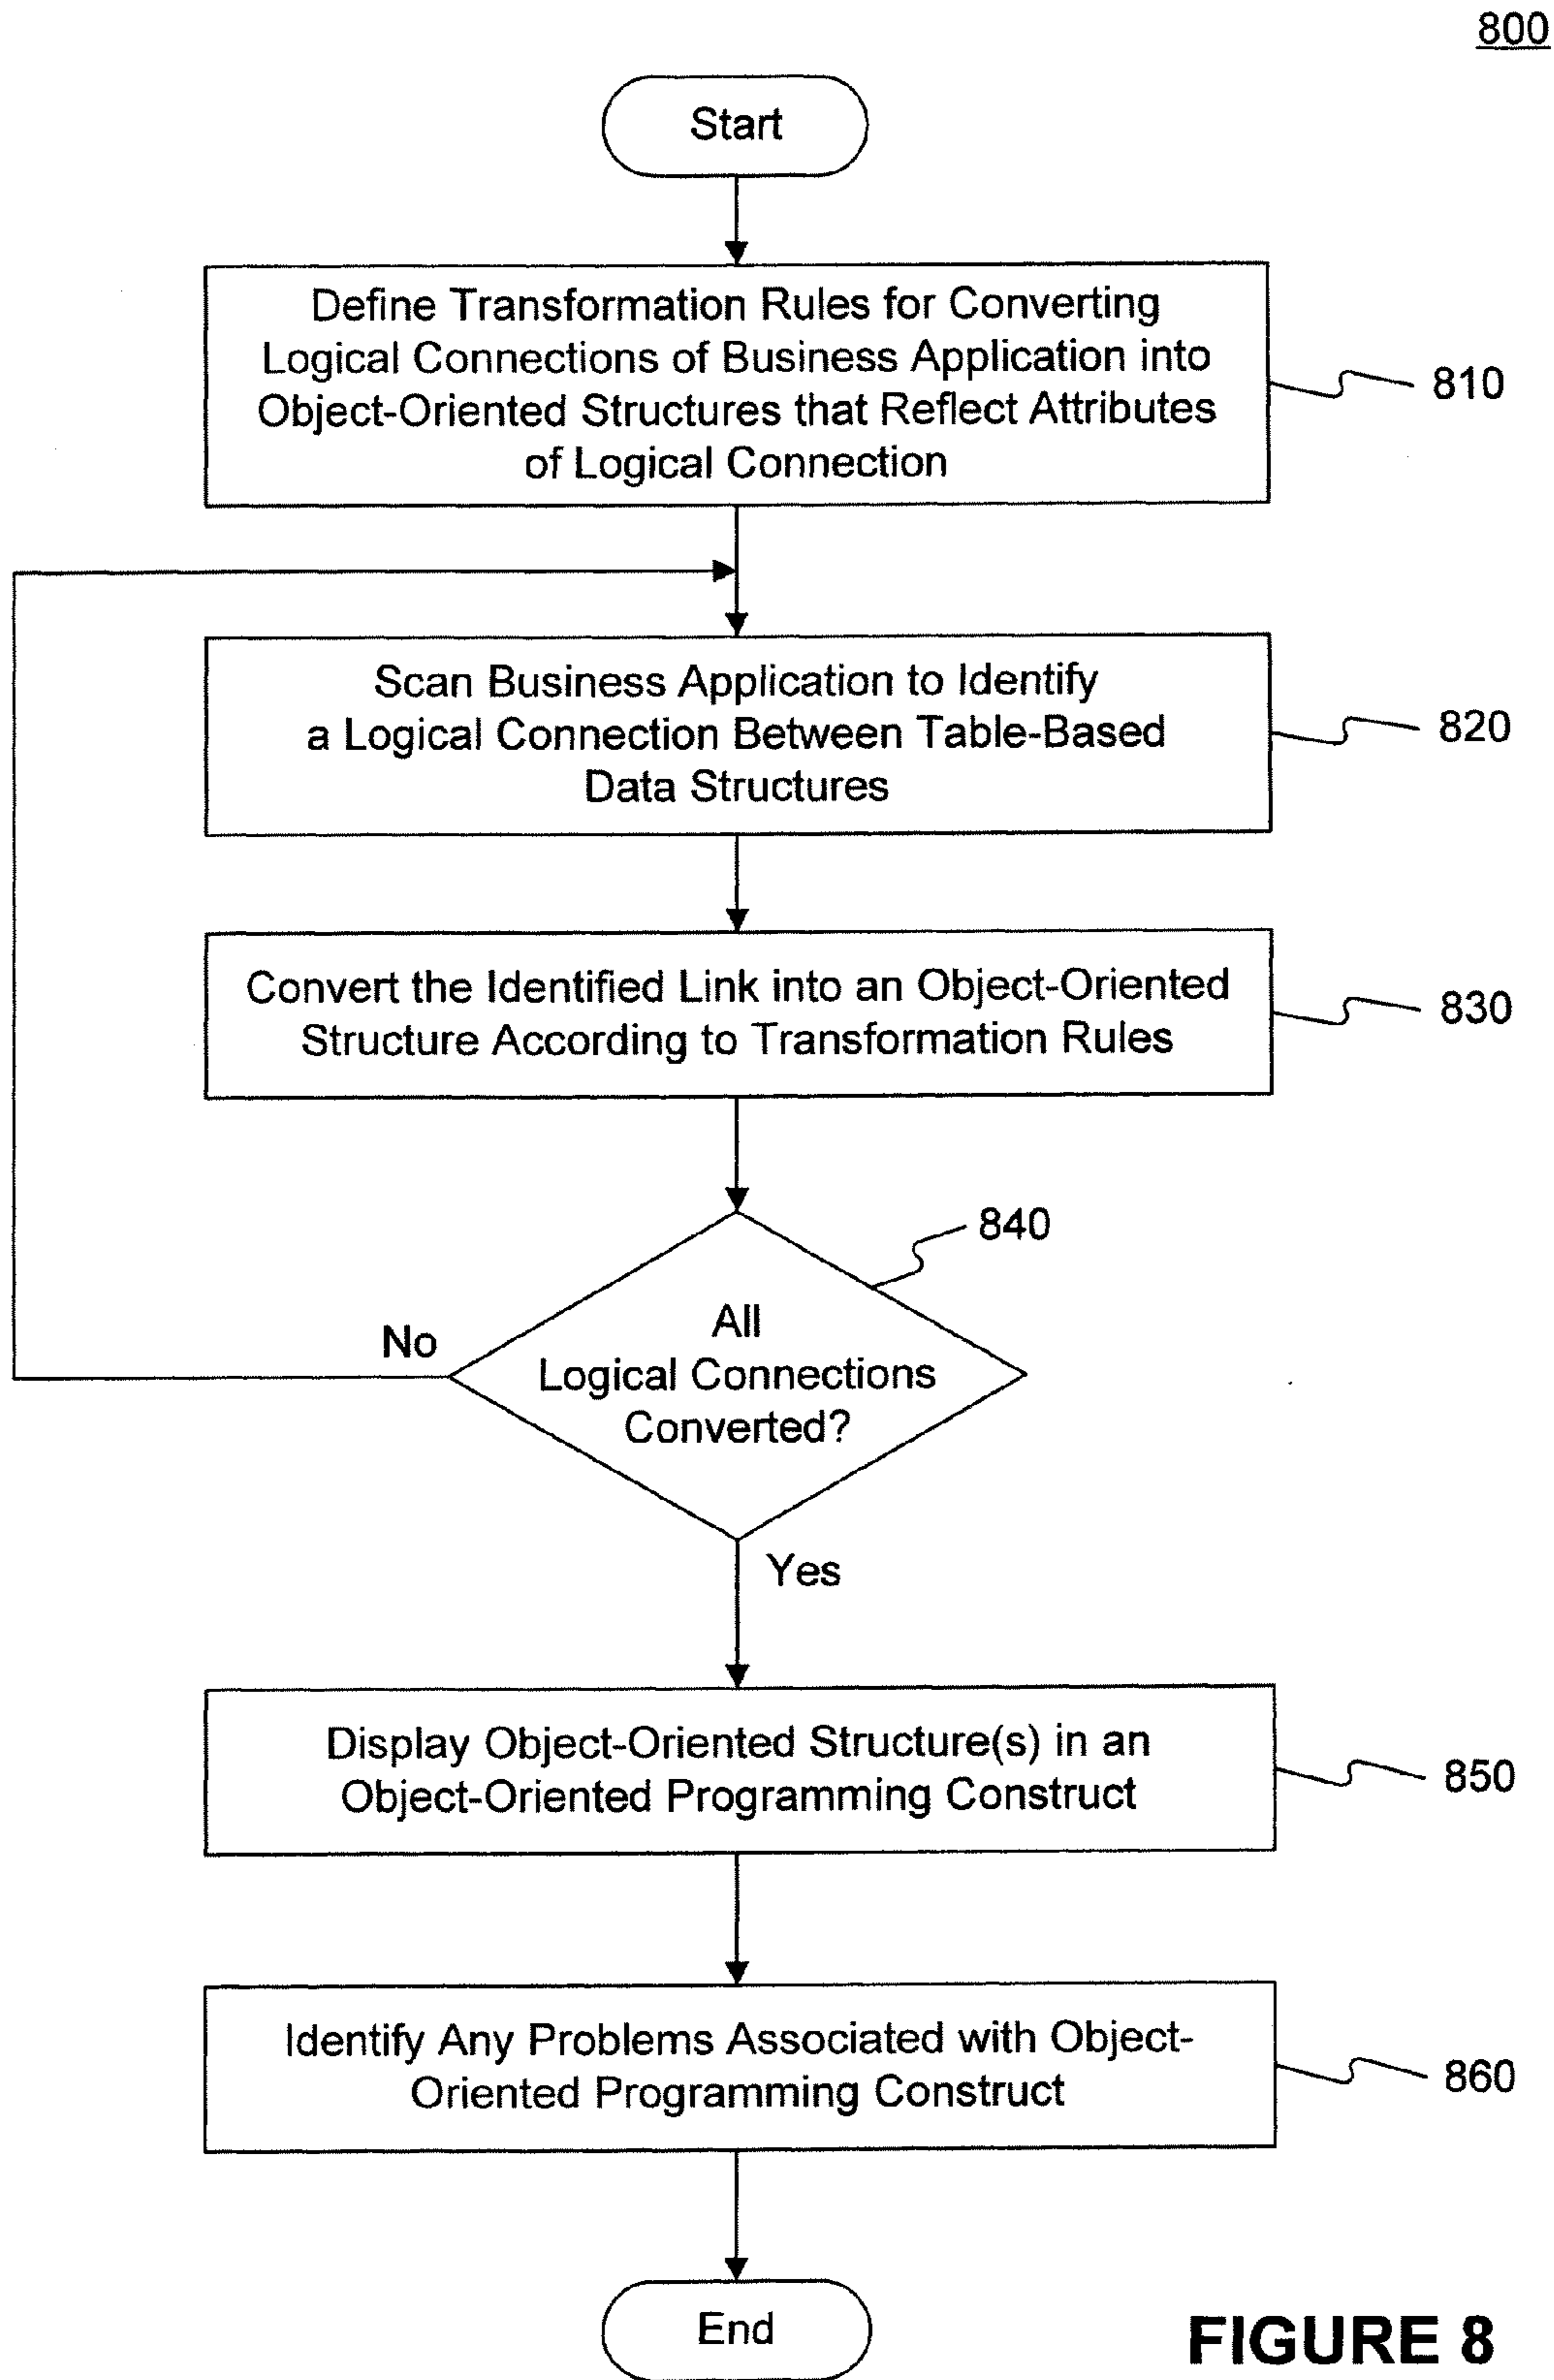 800
Start
Define Transformation Rules for Converting
Logical Connections of Business Application into
Object-Oriented Structures that Reflect Attributes
of Logical Connection
810
Scan Business Application to Identify
a Logical Connection Between Table-Based
Data Structures
820
Convert the Identified Link into an Object-Oriented
Structure According to Transformation Rules
830
840
All
Logical Connections
Converted?
No
Yes
Display Object-Oriented Structure(s) in an
Object-Oriented Programming Construct
850
Identify Any Problems Associated with Object-
Oriented Programming Construct
860
End
FIGURE 8